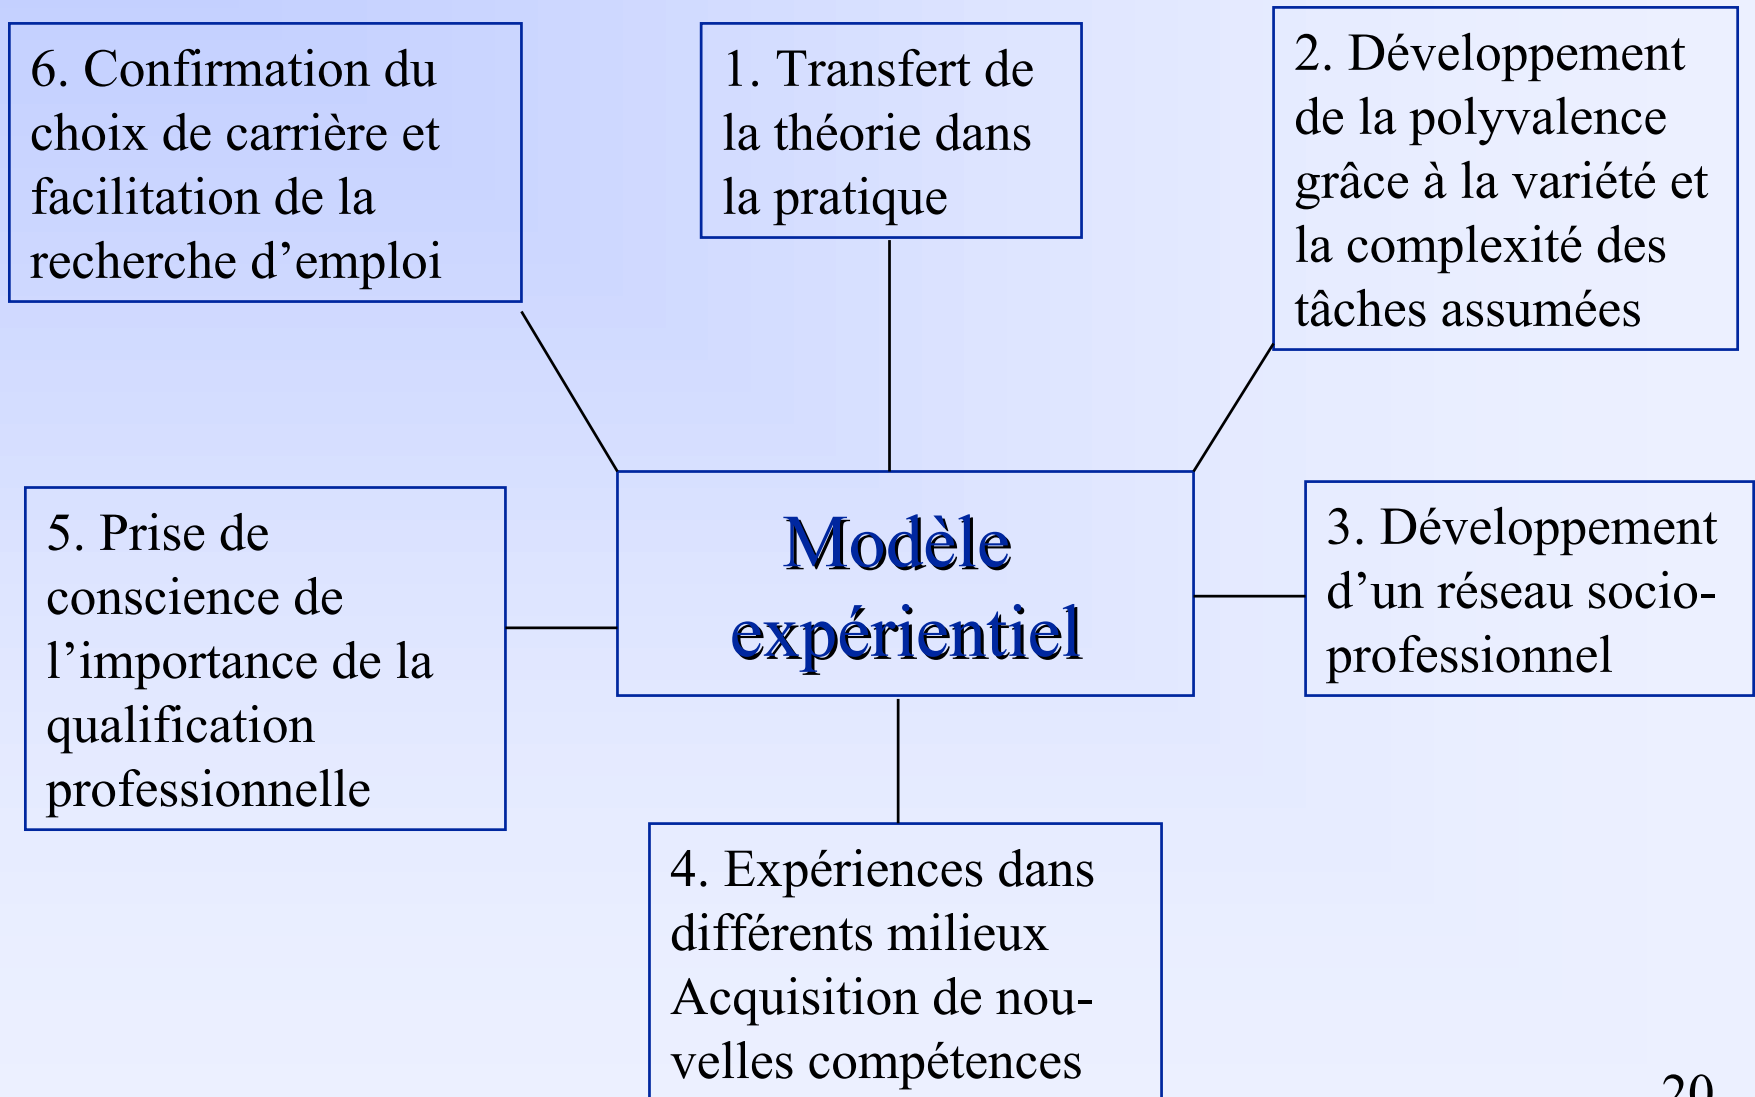 6. Confirmation du
choix de carrière et
facilitation de la
recherche d’emploi
1. Transfert de
la théorie dans
la pratique
2. Développement
de la polyvalence
grâce à la variété et
la complexité des
tâches assumées
5. Prise de
conscience de
l’importance de la
qualification
professionnelle
Modèle
expérientiel
3. Développement
d’un réseau socio-
professionnel
4. Expériences dans
différents milieux
Acquisition de nou-
velles compétences
20